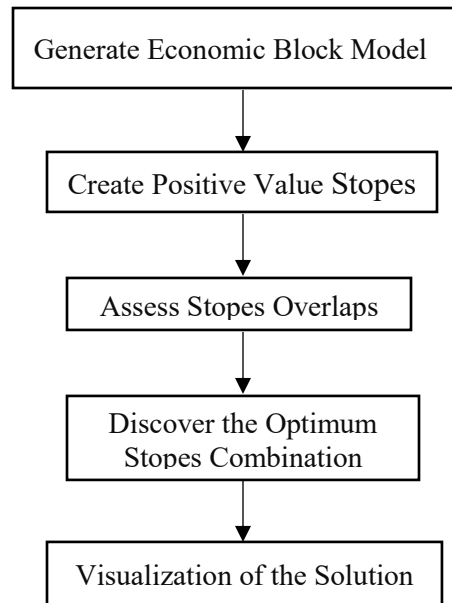 Generate Economic Block Model
Create Positive Value Stopes
Assess Stopes Overlaps
Discover the Optimum
Stopes Combination
Visualization of the Solution